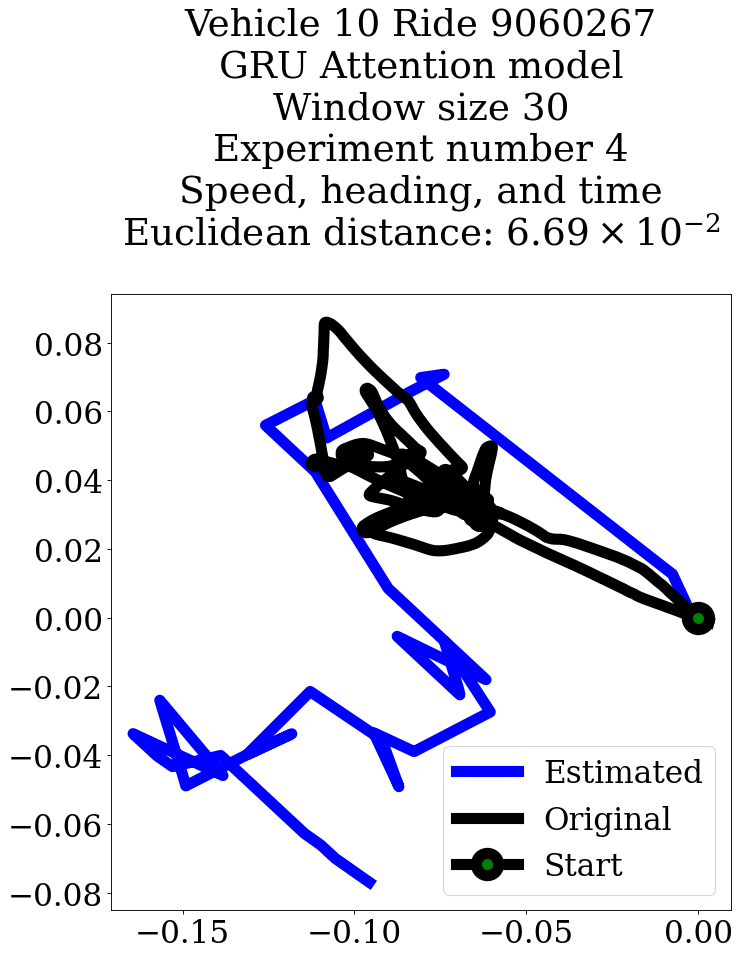 Vehicle 10 Ride 9060267
GRU Attention model
Window size 30
Experiment number 4
Speed, heading, and time
Euclidean distance: 6.69 × 10⁻²
0.08
0.06
0.04
0.02
0.00
−0.02
−0.04
−0.06
−0.08
Estimated
Original
Start
−0.15
−0.10
−0.05
0.00